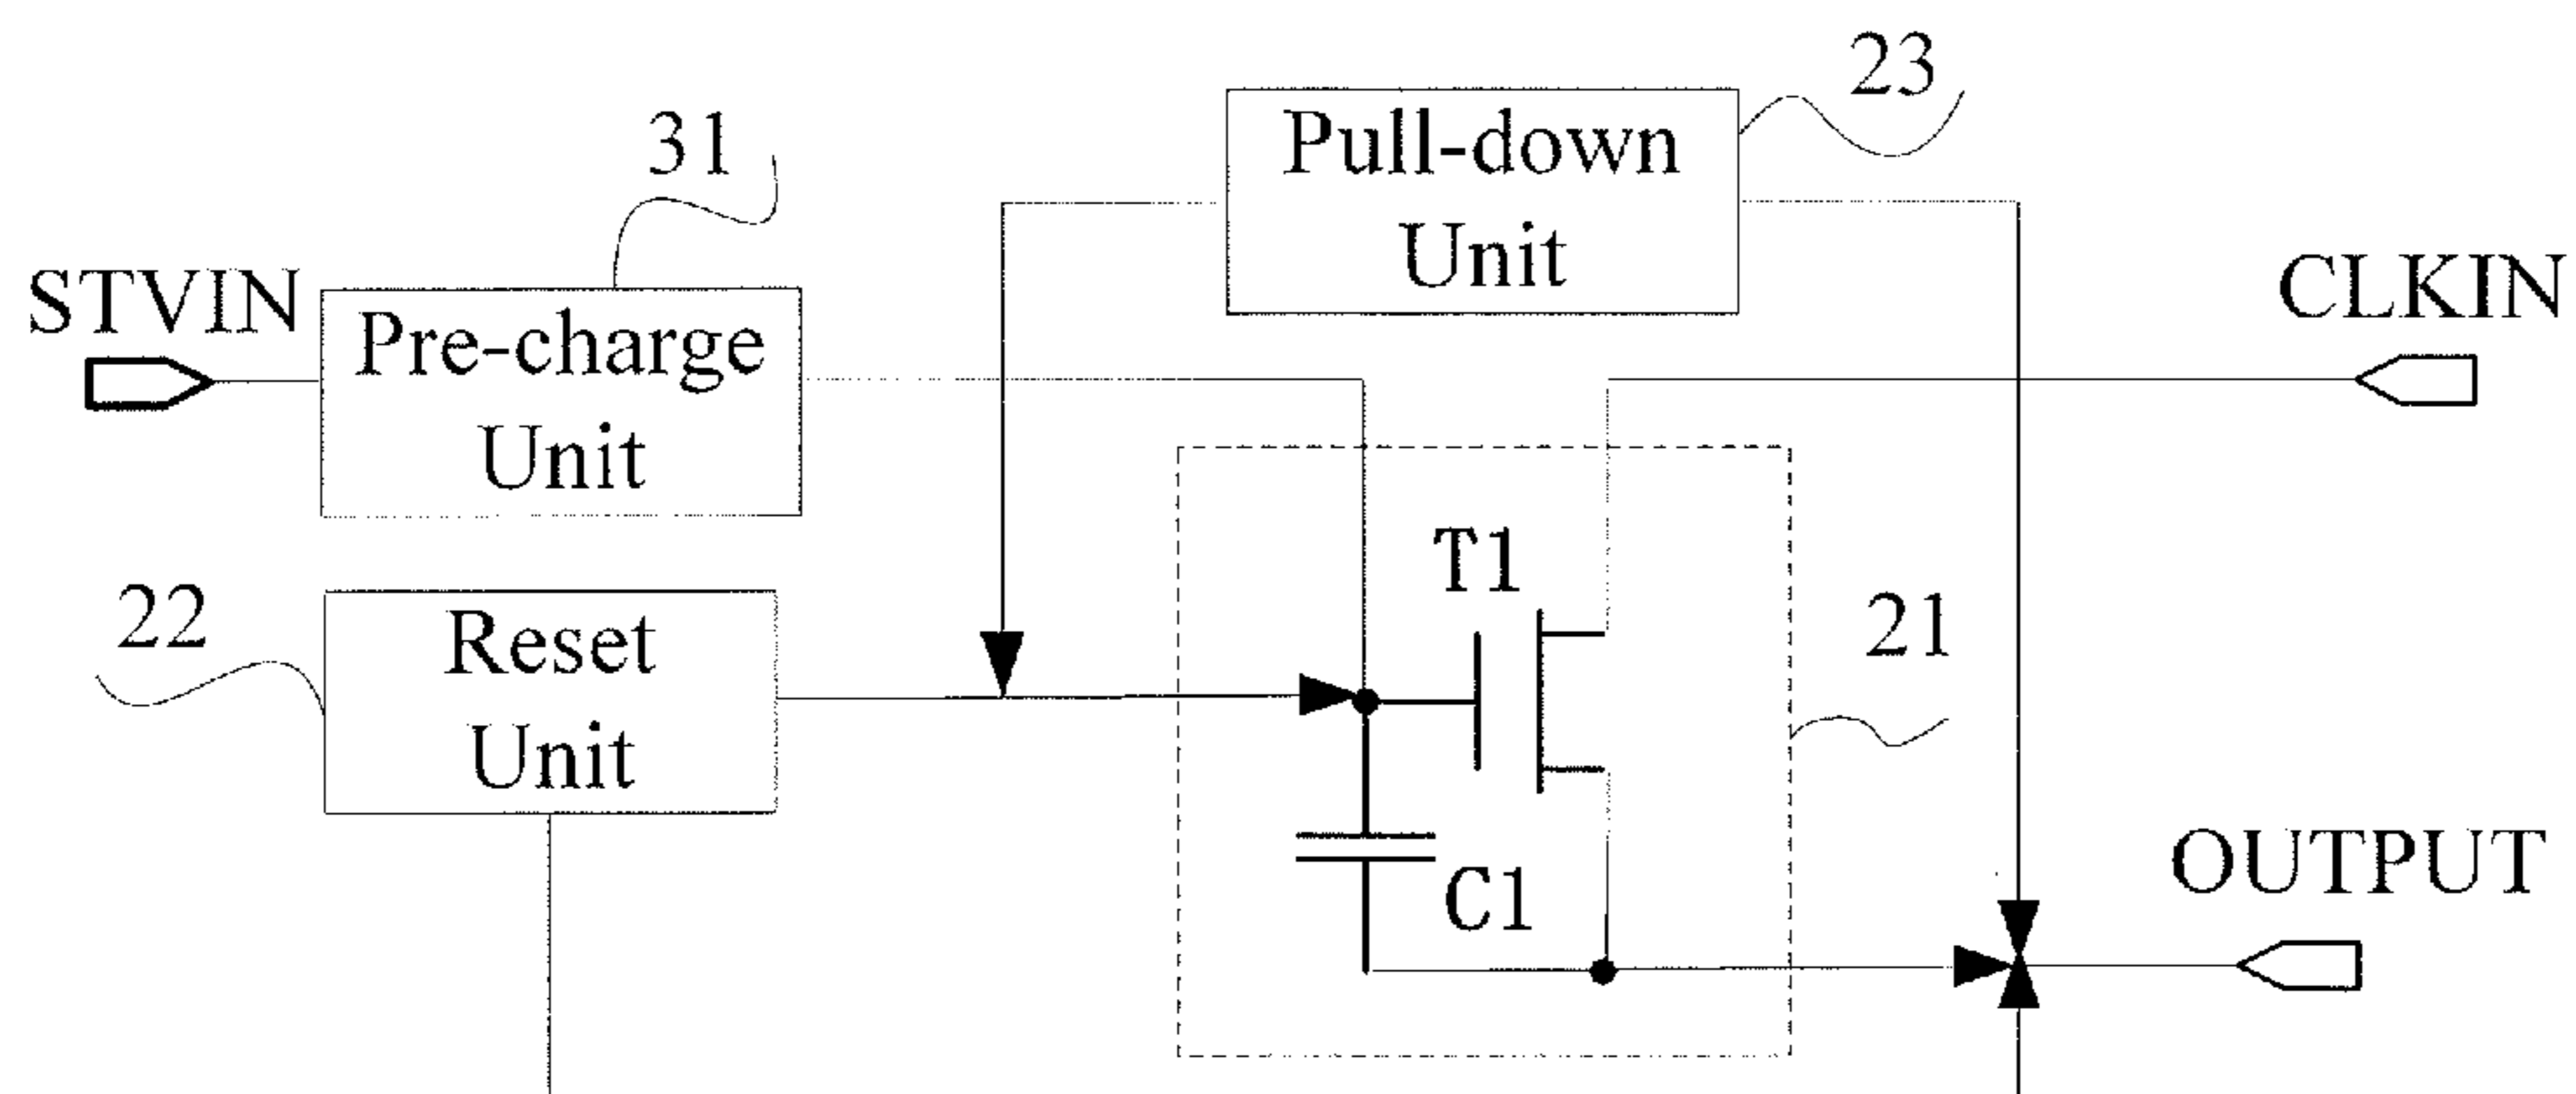 23
Pull-down
Unit
31
STVIN
Pre-charge
Unit
CLKIN
T1
22
Reset
Unit
21
C1
OUTPUT